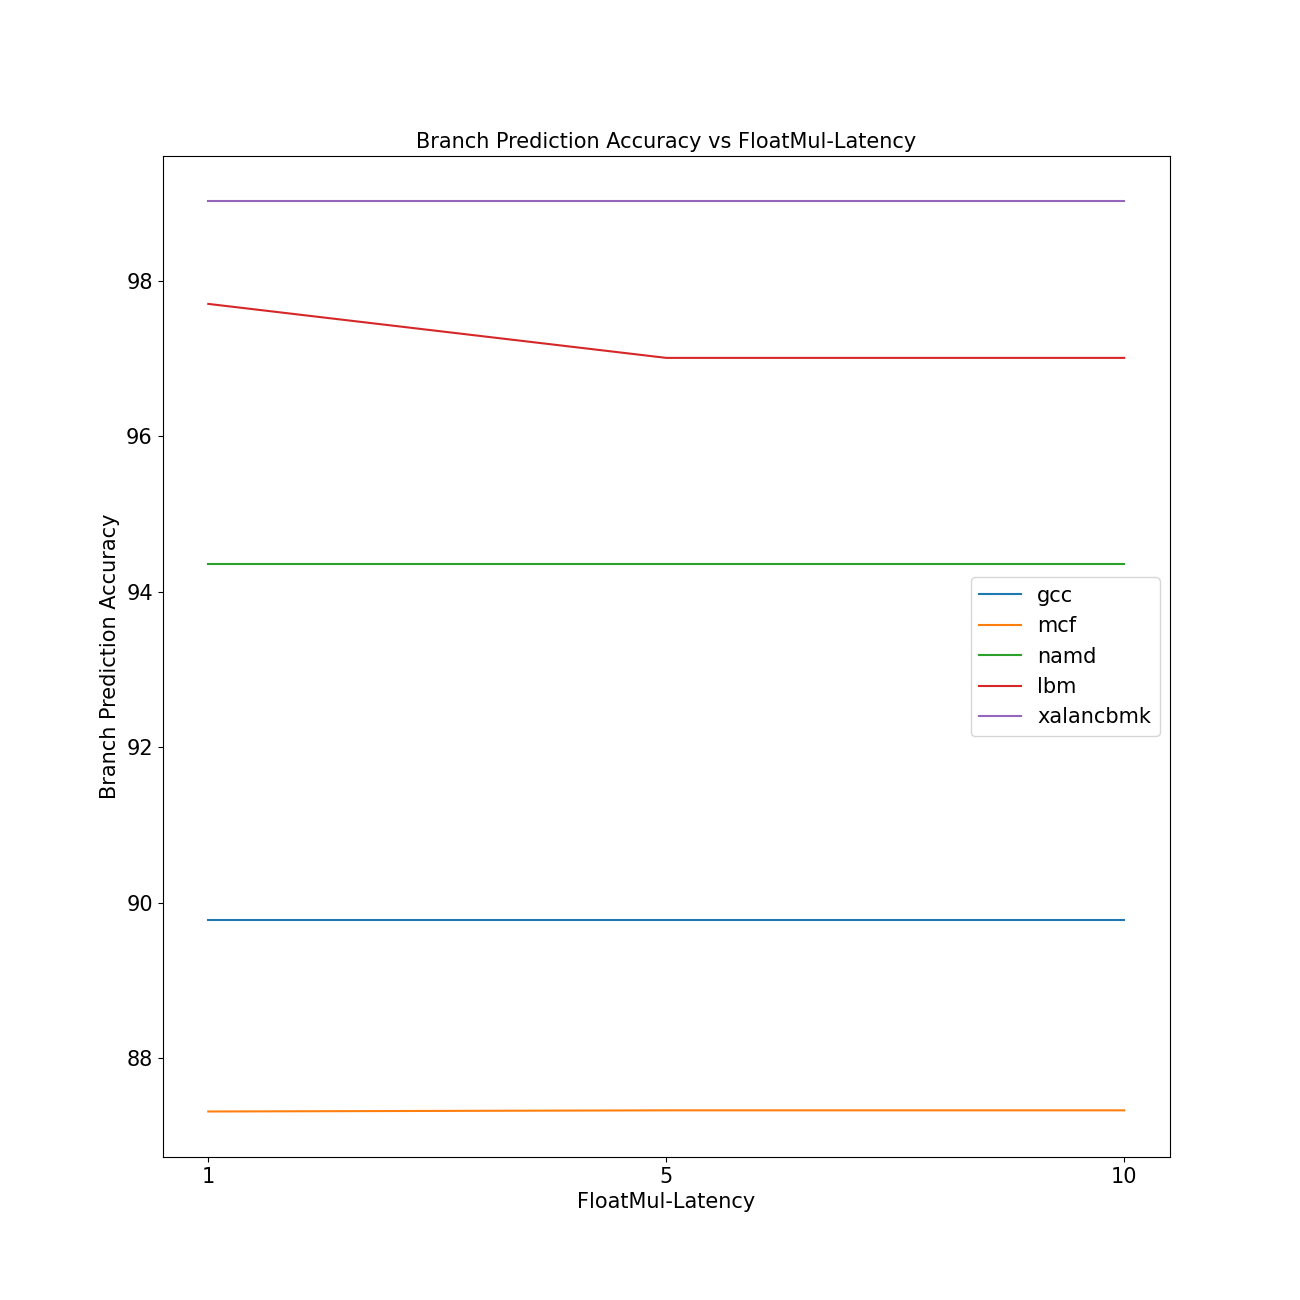 Branch Prediction Accuracy vs FloatMul-Latency
98
96
94
92
90
88
Branch Prediction Accuracy
gcc
mcf
namd
lbm
xalancbmk
1 5 10
FloatMul-Latency